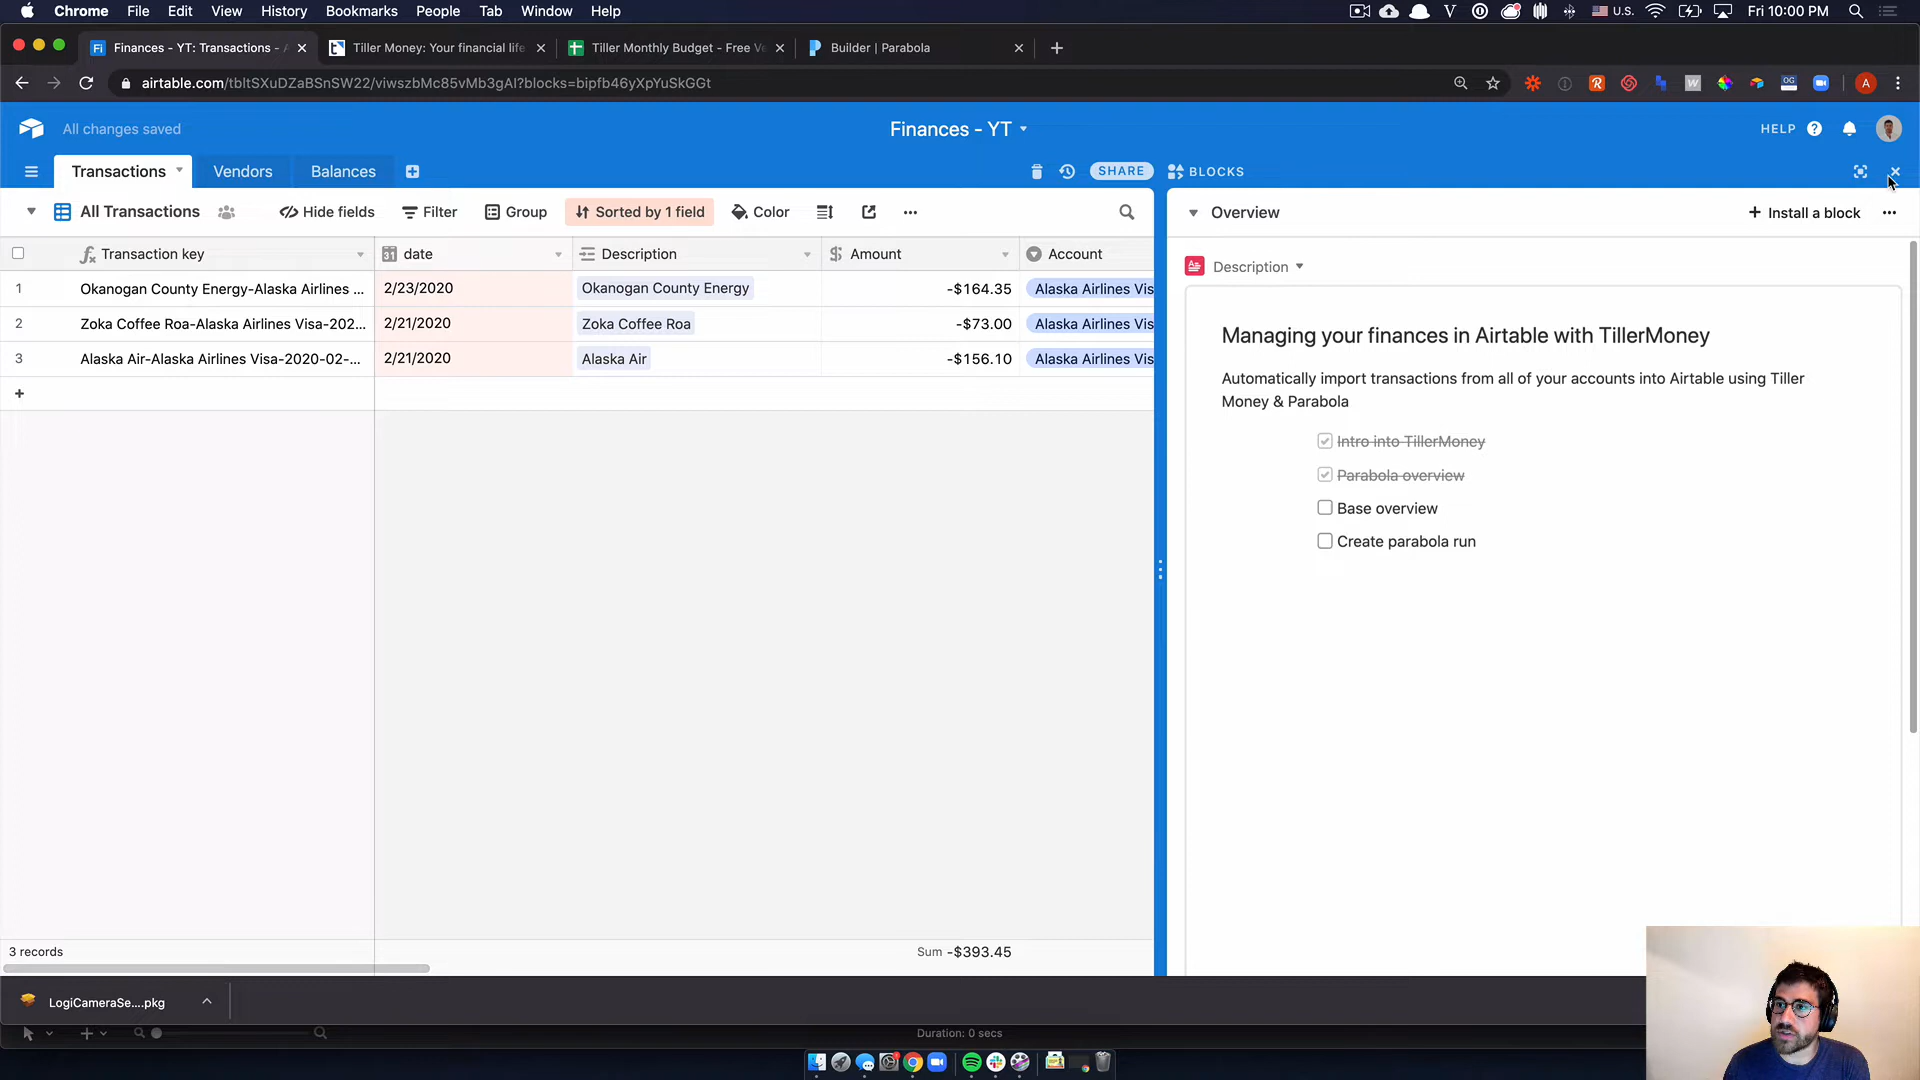 Chrome File Edit View History Bookmarks People Tab Window Help
U.S. Fri 10:00 PM
Finances - YT: Transactions - A
Tiller Money: Your financial life
Tiller Monthly Budget - Free Ve
Builder | Parabola
airtable.com/tbltSXuDZaBSnSW22/viwszbMc85vMb3gAI?blocks=bipfb46yXpYuSkGGt
All changes saved
Finances - YT
HELP
Transactions Vendors Balances
SHARE
BLOCKS
All Transactions
Hide fields Filter Group Sorted by 1 field Color
Overview
Install a block
Transaction key date Description Amount Account
1 Okanogan County Energy-Alaska Airlines ... 2/23/2020 Okanogan County Energy -$164.35 Alaska Airlines Vis
2 Zoka Coffee Roa-Alaska Airlines Visa-202... 2/21/2020 Zoka Coffee Roa -$73.00 Alaska Airlines Vis
3 Alaska Air-Alaska Airlines Visa-2020-02-... 2/21/2020 Alaska Air -$156.10 Alaska Airlines Vis
Description
Managing your finances in Airtable with TillerMoney
Automatically import transactions from all of your accounts into Airtable using Tiller
Money & Parabola
Intro into TillerMoney
Parabola overview
Base overview
Create parabola run
3 records
Sum -$393.45
LogiCameraSe....pkg
Duration: 0 secs